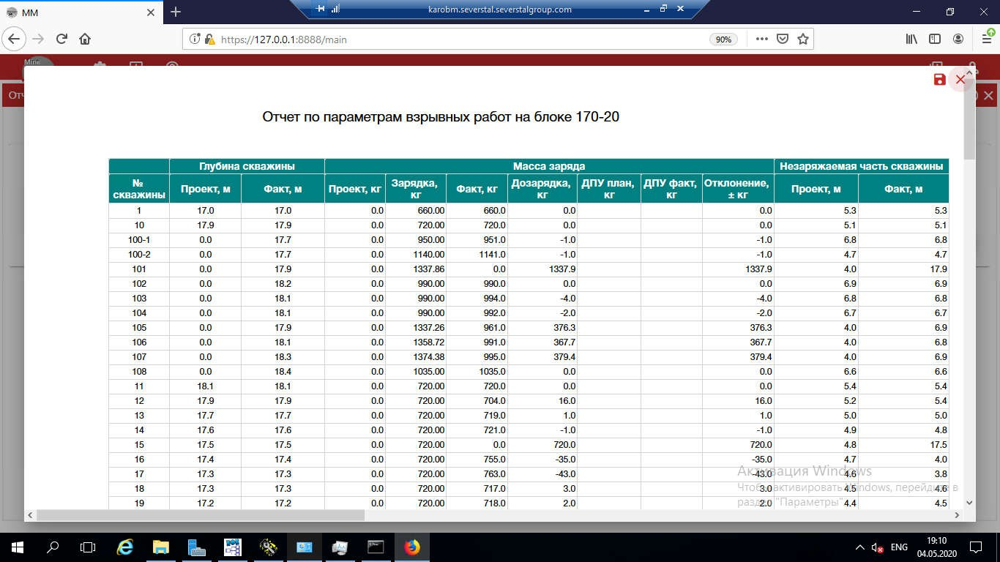 MM
karobm.severstal.severstalgroup.com
https://127.0.0.1:8888/main
90%
Mine
Отч
Отчет по параметрам взрывных работ на блоке 170-20
Глубина скважины Масса заряда Незаряжаемая часть скважины
№ скважины Проект, м Факт, м Проект, кг Зарядка, кг Факт, кг Дозарядка, кг ДПУ план, кг ДПУ факт, кг Отклонение, ± кг Проект, м Факт, м
1 17.0 17.0 0.0 660.00 660.0 0.0 0.0 5.3 5.3
10 17.9 17.9 0.0 720.00 720.0 0.0 0.0 5.1 5.1
100-1 0.0 17.7 0.0 950.00 951.0 -1.0 -1.0 6.8 6.8
100-2 0.0 17.7 0.0 1140.00 1141.0 -1.0 -1.0 4.7 4.7
101 0.0 17.9 0.0 1337.86 0.0 1337.9 1337.9 4.0 17.9
102 0.0 18.2 0.0 990.00 990.0 0.0 0.0 6.9 6.9
103 0.0 18.1 0.0 990.00 994.0 -4.0 -4.0 6.8 6.8
104 0.0 18.1 0.0 990.00 992.0 -2.0 -2.0 6.7 6.7
105 0.0 17.9 0.0 1337.26 961.0 376.3 376.3 4.0 6.9
106 0.0 18.1 0.0 1358.72 991.0 367.7 367.7 4.0 6.8
107 0.0 18.3 0.0 1374.38 995.0 379.4 379.4 4.0 6.9
108 0.0 18.4 0.0 1035.00 1035.0 0.0 0.0 6.6 6.6
11 18.1 18.1 0.0 720.00 720.0 0.0 0.0 5.4 5.4
12 17.9 17.9 0.0 720.00 704.0 16.0 16.0 5.2 5.4
13 17.7 17.7 0.0 720.00 719.0 1.0 1.0 5.0 5.0
14 17.6 17.6 0.0 720.00 721.0 -1.0 -1.0 4.9 4.8
15 17.5 17.5 0.0 720.00 0.0 720.0 720.0 4.8 17.5
16 17.4 17.4 0.0 720.00 755.0 -35.0 -35.0 4.7 4.0
17 17.3 17.3 0.0 720.00 763.0 -43.0 -43.0 4.6 3.8
18 17.3 17.3 0.0 720.00 717.0 3.0 3.0 4.5 4.6
19 17.2 17.2 0.0 720.00 718.0 2.0 2.0 4.4 4.5
Активация Windows
Чтобы активировать Windows, перейдите в
раздел "Параметры"
ENG
19:10
04.05.2020